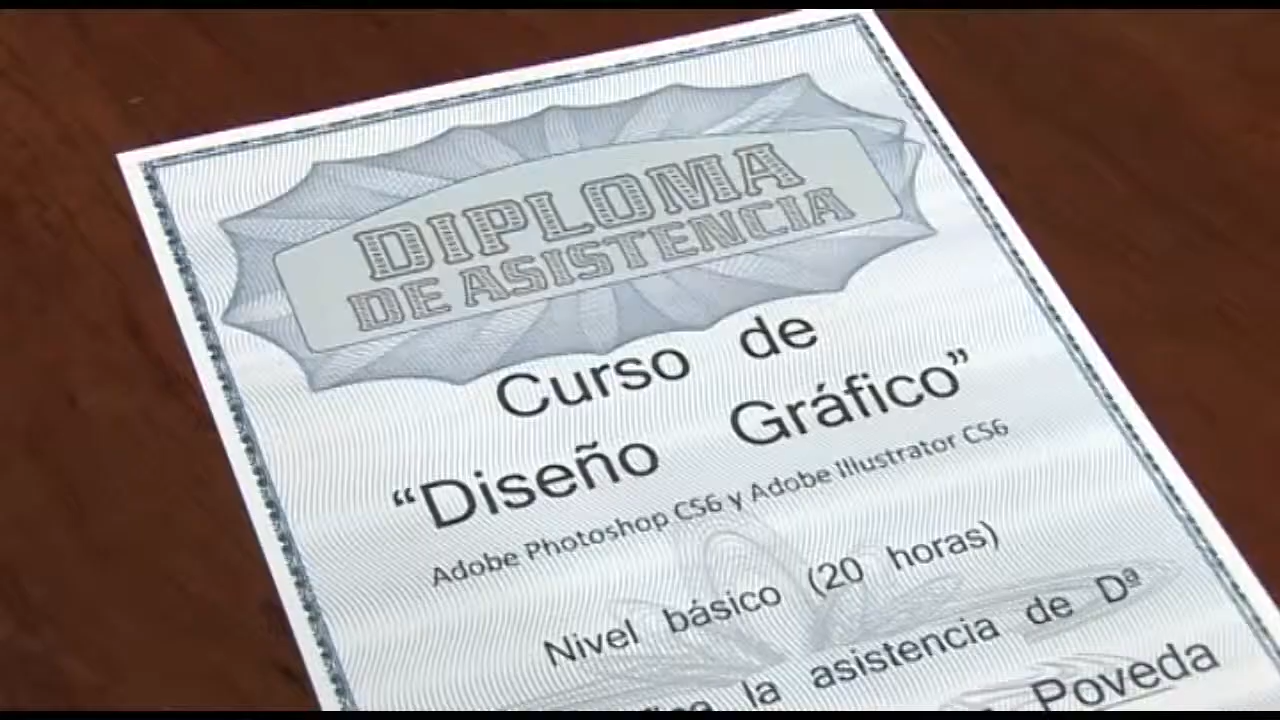 DIPLOMA
DE ASISTENCIA
Curso de
“Diseño Gráfico”
Adobe Photoshop CS6 y Adobe Illustrator CS6
Nivel básico (20 horas)
la asistencia de Dª
Poveda